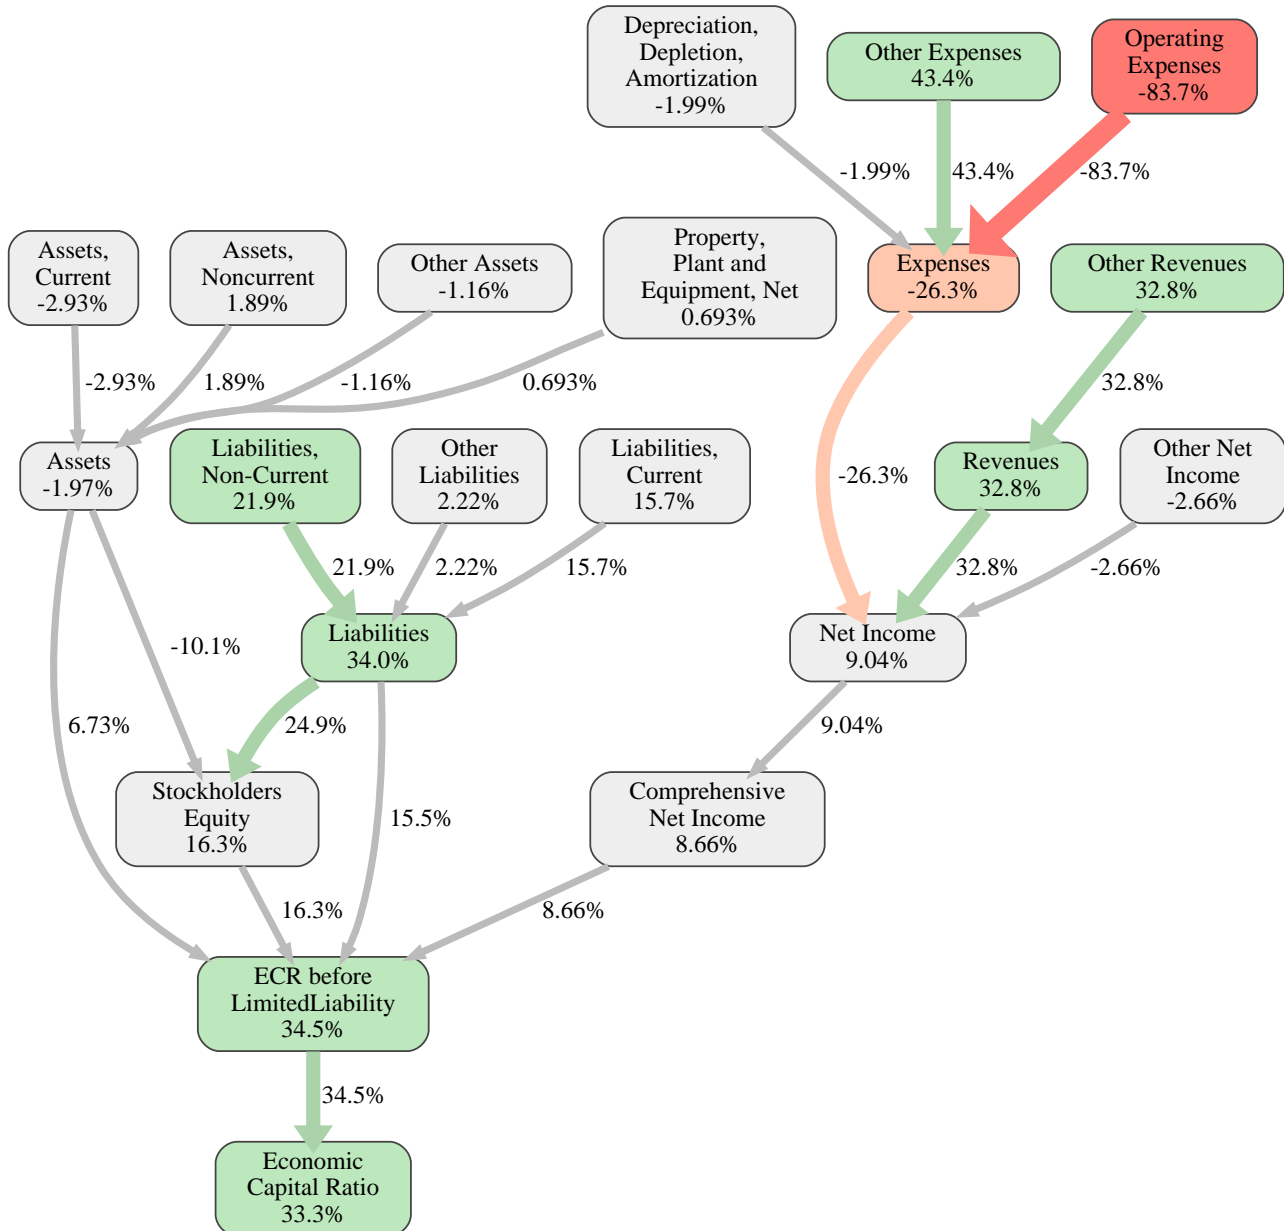 Depreciation,
Depletion,
Amortization
-1.99%
Other Expenses
43.4%
Operating
Expenses
-83.7%
-1.99%
43.4%
-83.7%
Assets,
Current
-2.93%
Assets,
Noncurrent
1.89%
Other Assets
-1.16%
Property,
Plant and
Equipment, Net
0.693%
Expenses
-26.3%
Other Revenues
32.8%
-2.93%
1.89%
-1.16%
0.693%
32.8%
Assets
-1.97%
Liabilities,
Non-Current
21.9%
Other
Liabilities
2.22%
Liabilities,
Current
15.7%
-26.3%
Revenues
32.8%
Other Net
Income
-2.66%
21.9%
2.22%
15.7%
32.8%
-2.66%
-10.1%
Liabilities
34.0%
Net Income
9.04%
6.73%
24.9%
9.04%
Stockholders
Equity
16.3%
15.5%
Comprehensive
Net Income
8.66%
16.3%
8.66%
ECR before
LimitedLiability
34.5%
34.5%
Economic
Capital Ratio
33.3%